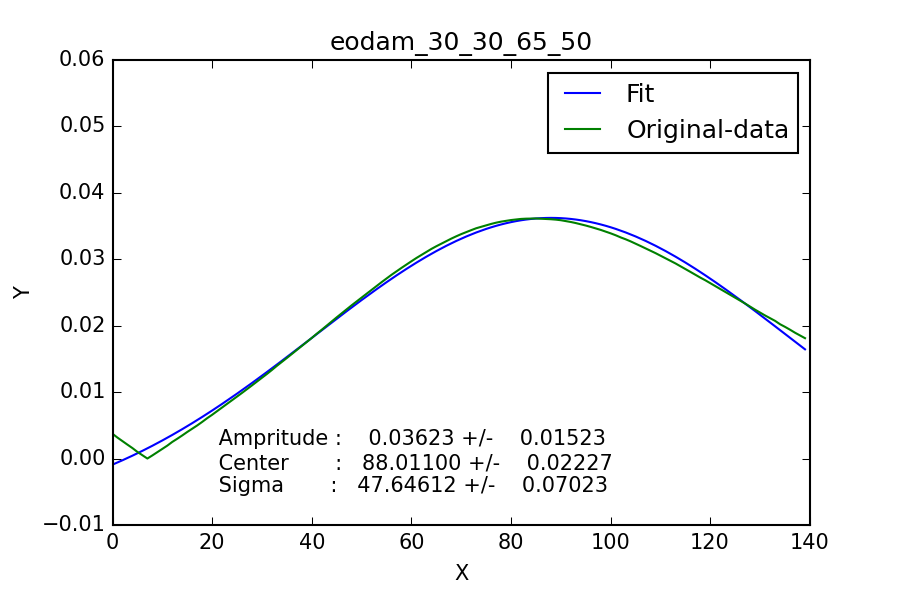 eodam_30_30_65_50
Fit
Original-data
0.06
0.05
0.04
0.03
0.02
0.01
0.00
−0.01
Y
Ampritude : 0.03623 +/- 0.01523
Center : 88.01100 +/- 0.02227
Sigma : 47.64612 +/- 0.07023
0 20 40 60 80 100 120 140
X